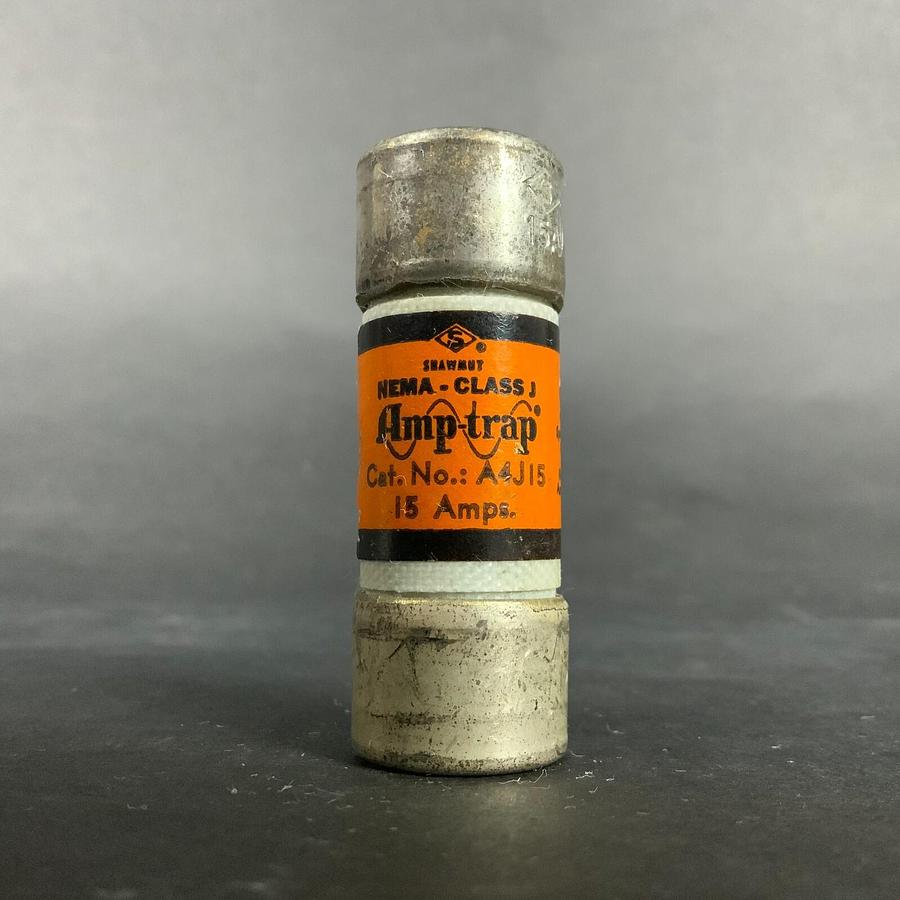 S®
SHAWMUT
NEMA - CLASS J
Amp-trap®
Cat. No.: A4J15
15 Amps.